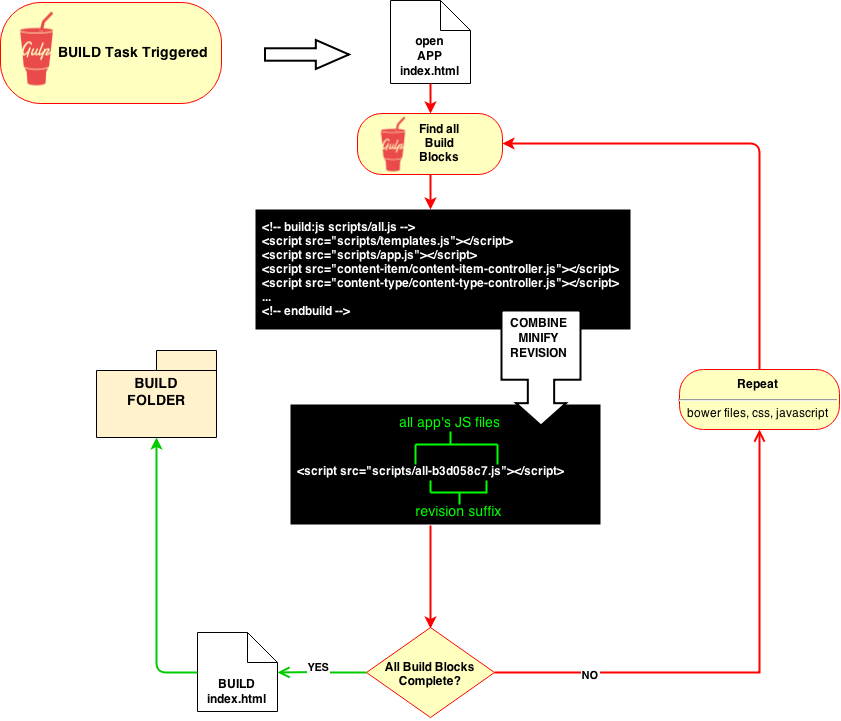 Gulp
BUILD Task Triggered
open
APP
index.html
Gulp
Find all
Build
Blocks
<!-- build:js scripts/all.js -->
<script src="scripts/templates.js"></script>
<script src="scripts/app.js"></script>
<script src="content-item/content-item-controller.js"></script>
<script src="content-type/content-type-controller.js"></script>
...
<!-- endbuild -->
COMBINE
MINIFY
REVISION
BUILD
FOLDER
Repeat
bower files, css, javascript
all app's JS files
<script src="scripts/all-b3d058c7.js"></script>
revision suffix
All Build Blocks
Complete?
YES
NO
BUILD
index.html